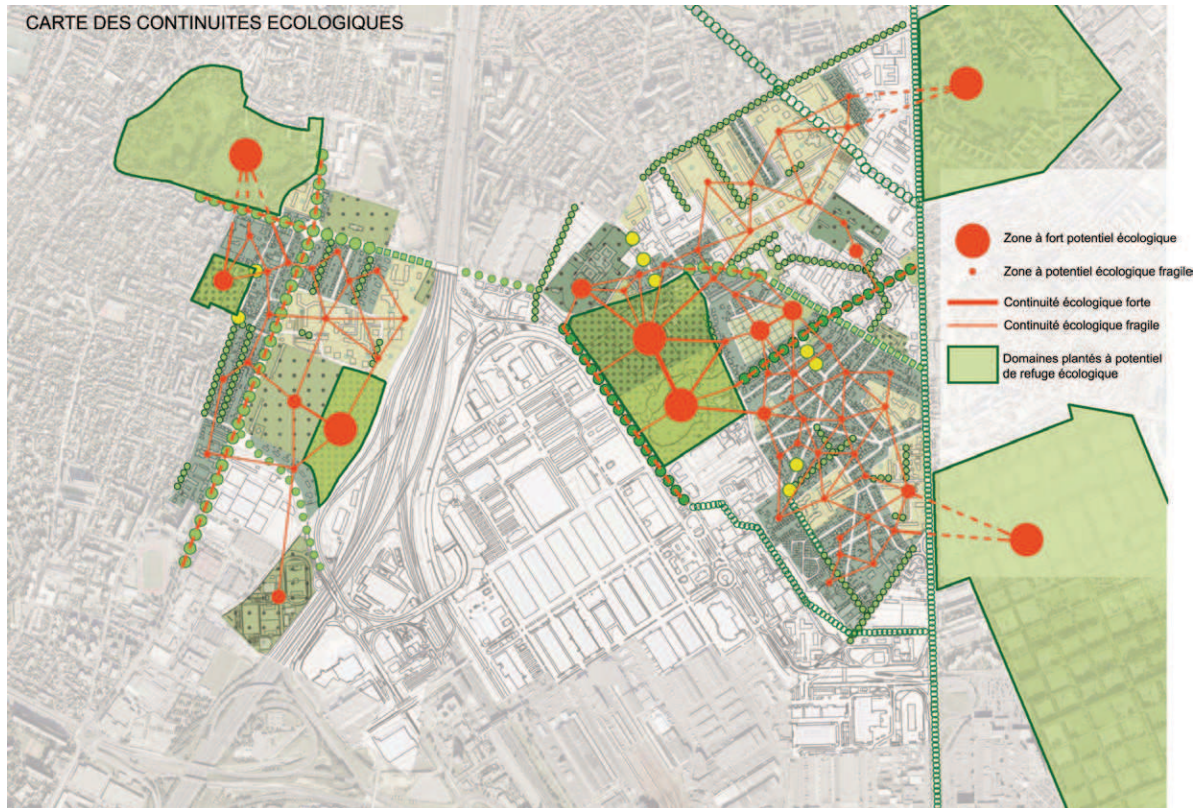 CARTE DES CONTINUITES ECOLOGIQUES
Zone à fort potentiel écologique
Zone à potentiel écologique fragile
Continuité écologique forte
Continuité écologique fragile
Domaines plantés à potentiel
de refuge écologique